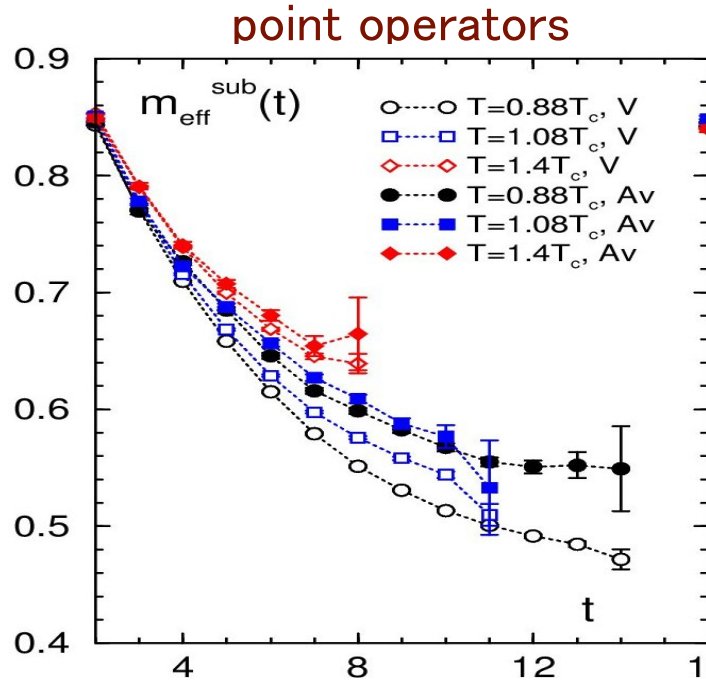 point operators
0.9
m_eff^sub(t)
T=0.88T_c, V
T=1.08T_c, V
T=1.4T_c, V
T=0.88T_c, Av
T=1.08T_c, Av
T=1.4T_c, Av
0.8
0.7
0.6
0.5
t
0.4
4 8 12 1